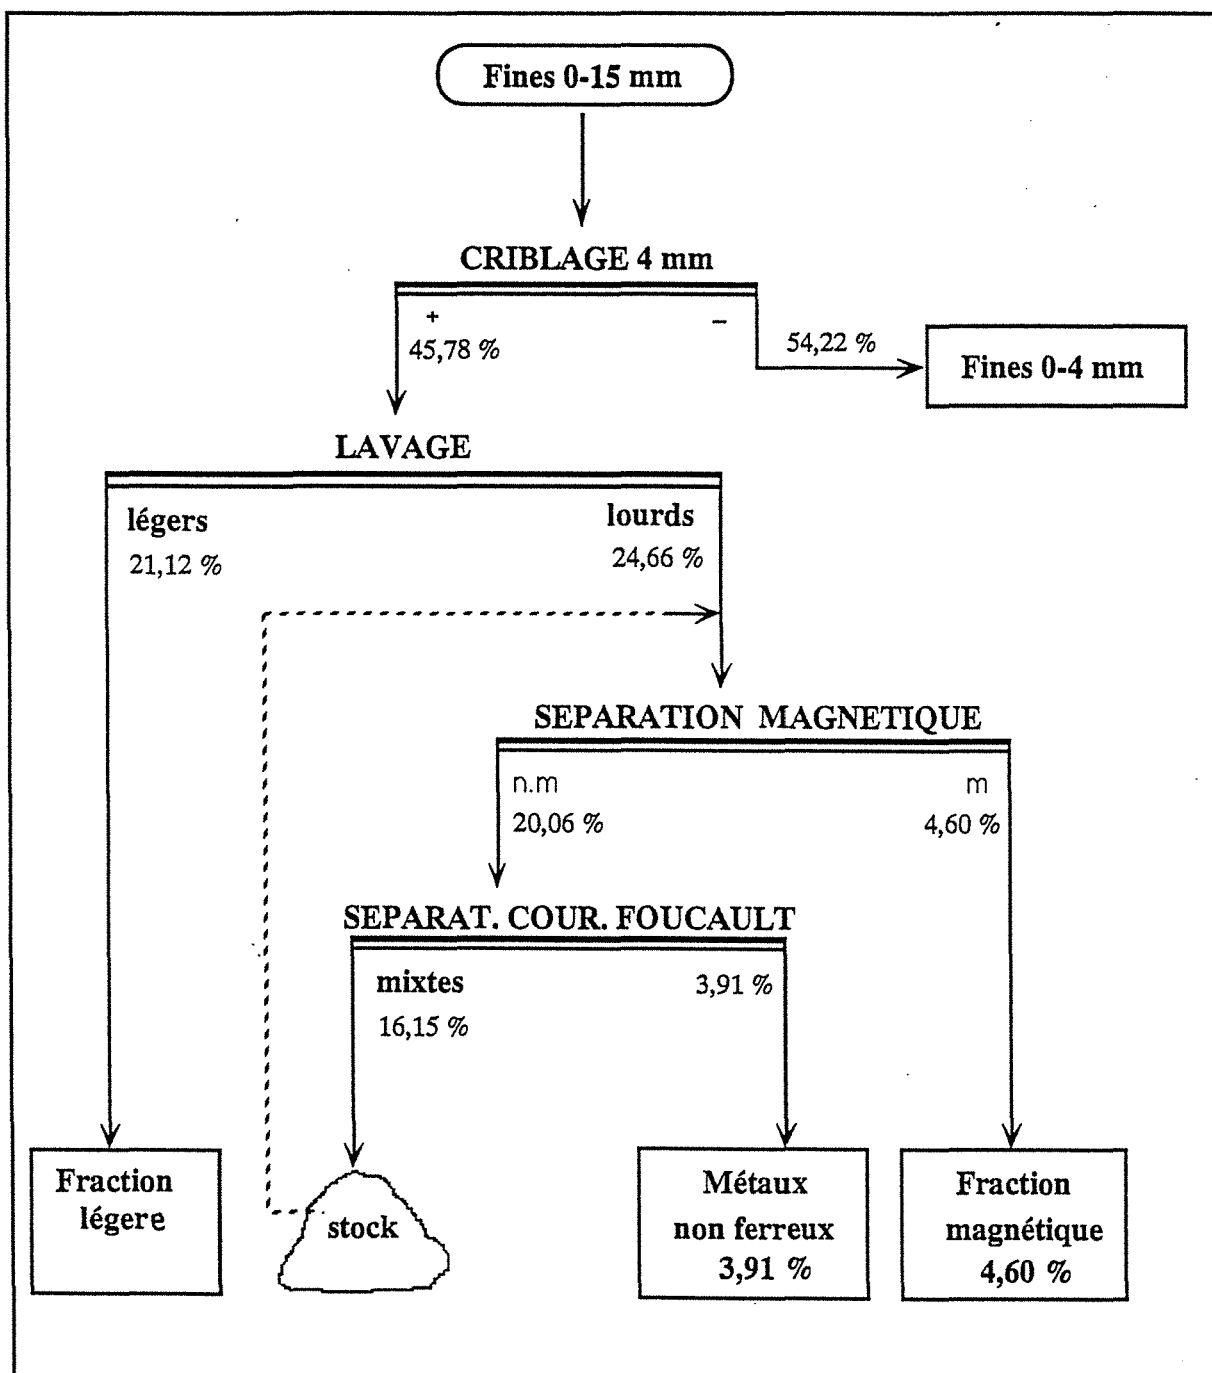 Fines 0-15 mm
CRIBLAGE 4 mm
+
–
45,78 %
54,22 %
Fines 0-4 mm
LAVAGE
légers
lourds
21,12 %
24,66 %
SEPARATION MAGNETIQUE
n.m
m
20,06 %
4,60 %
SEPARAT. COUR. FOUCAULT
mixtes
3,91 %
16,15 %
Fraction
légere
stock
Métaux
non ferreux
3,91 %
Fraction
magnétique
4,60 %